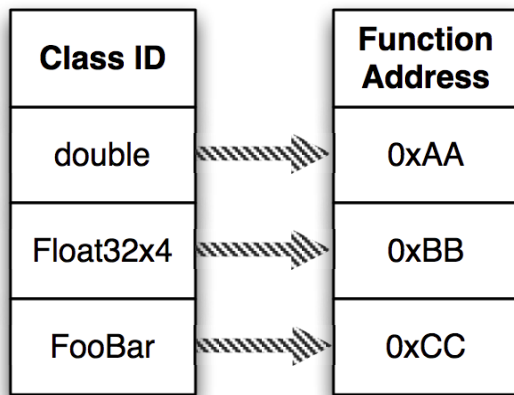 Class ID
Function
Address
double
0xAA
Float32x4
0xBB
FooBar
0xCC